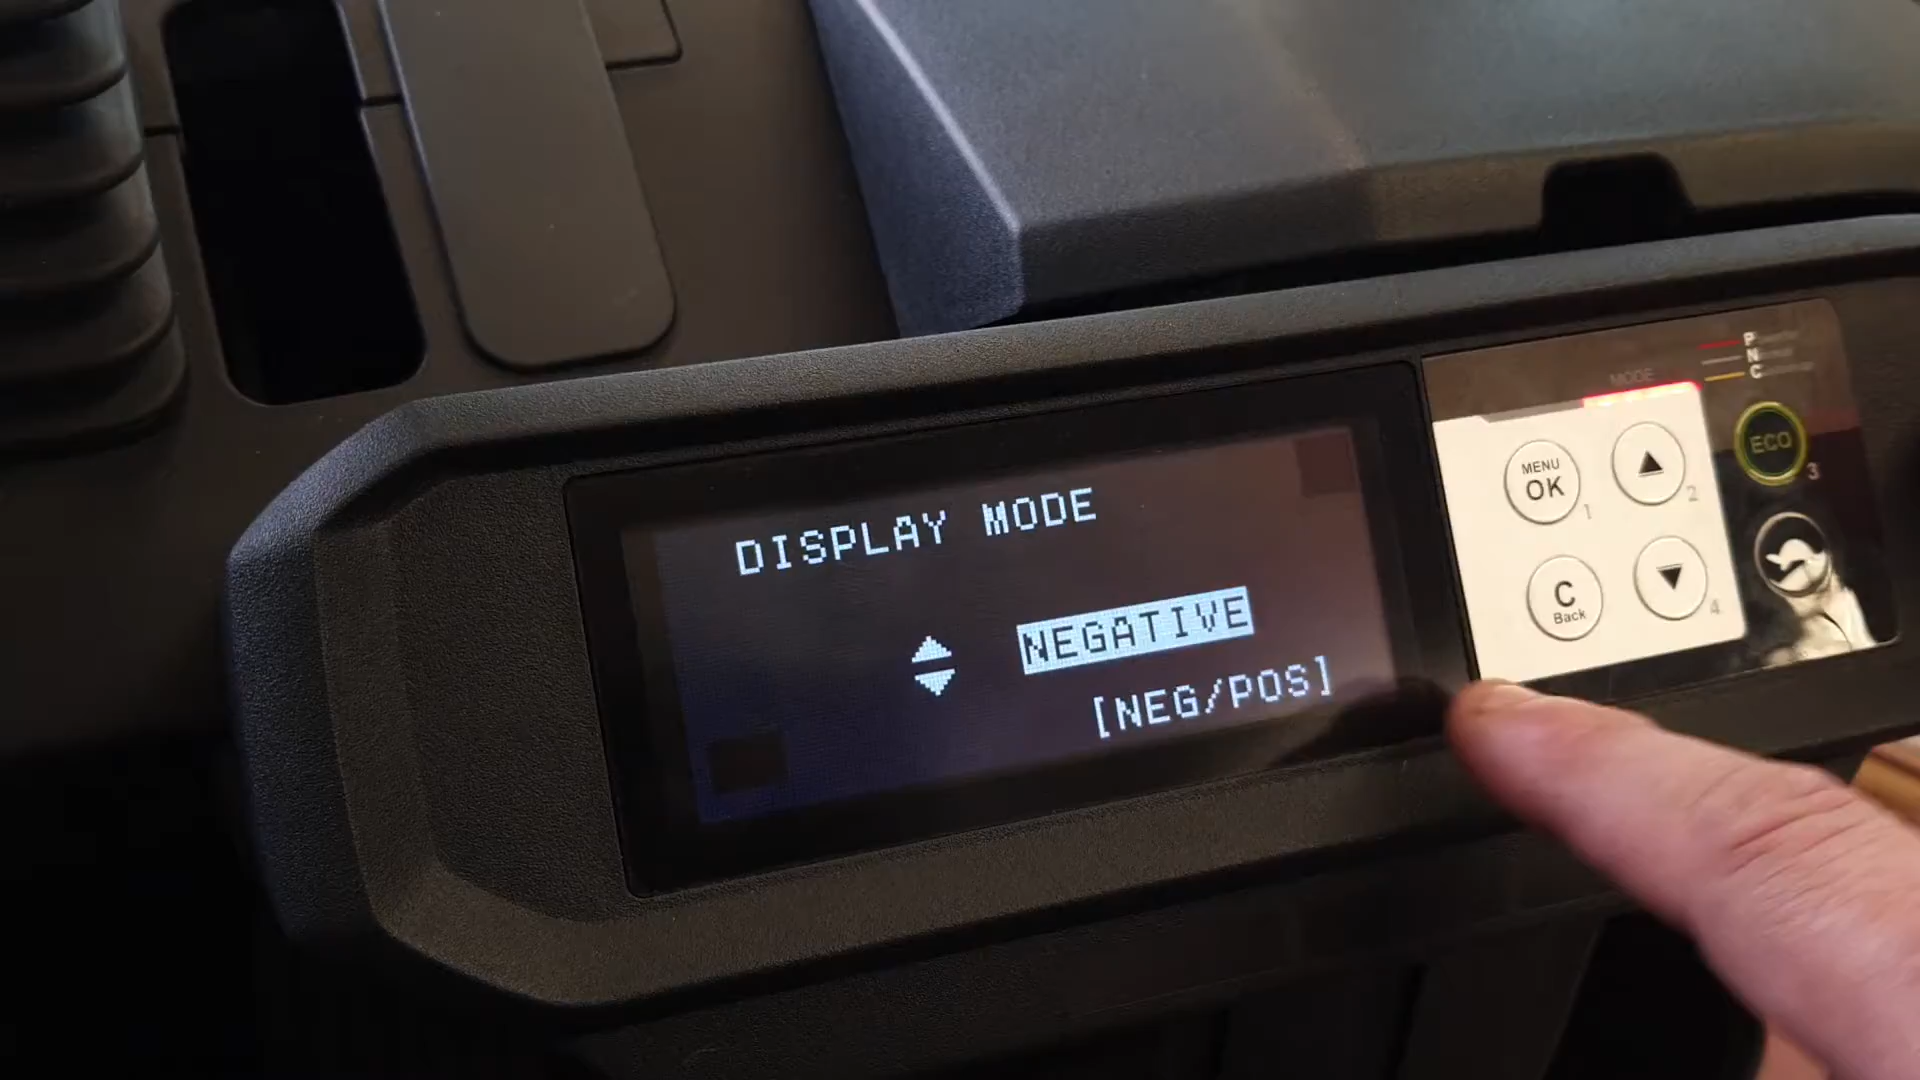 DISPLAY MODE
NEGATIVE
[NEG/POS]
MODE
P
N
C
MENU
OK
1
2
ECO
3
C
Back
4